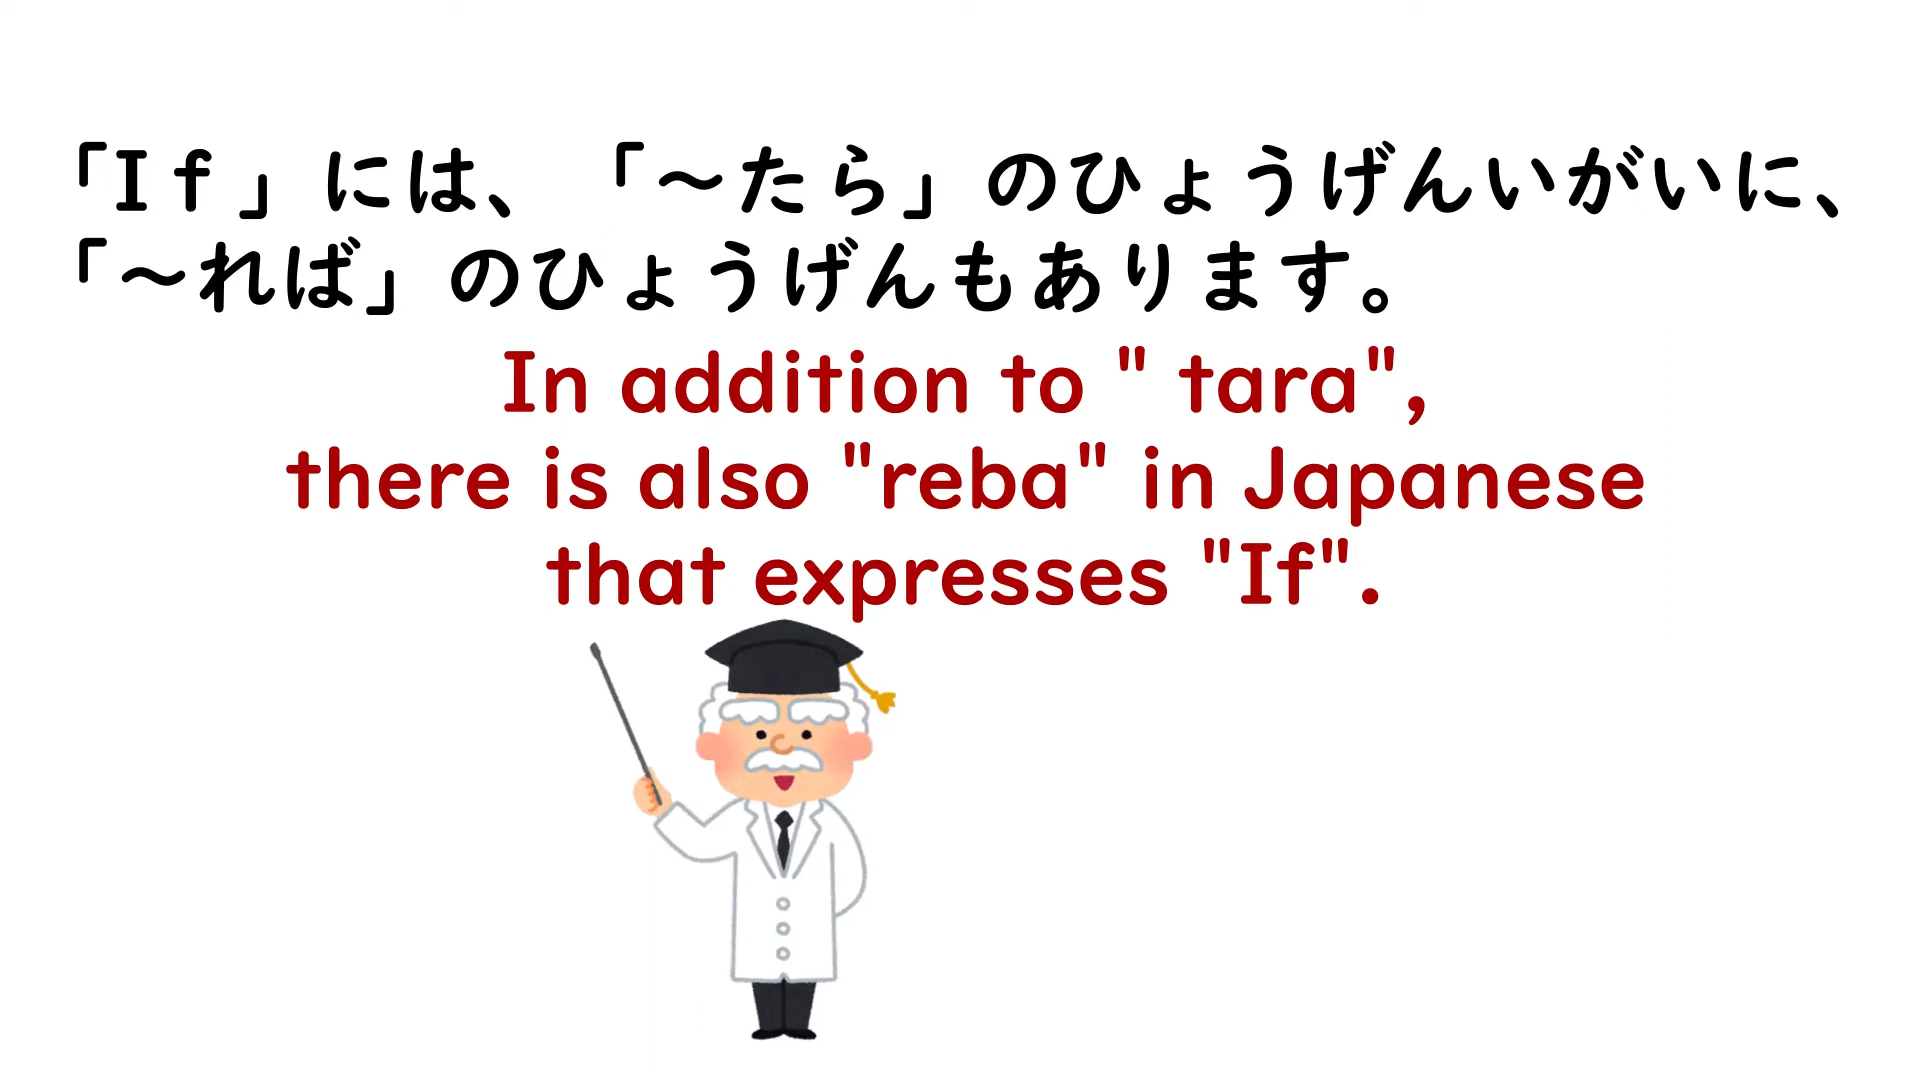 「If」には、「～たら」のひょうげんいがいに、
「～れば」のひょうげんもあります。
In addition to " tara",
there is also "reba" in Japanese
that expresses "If".